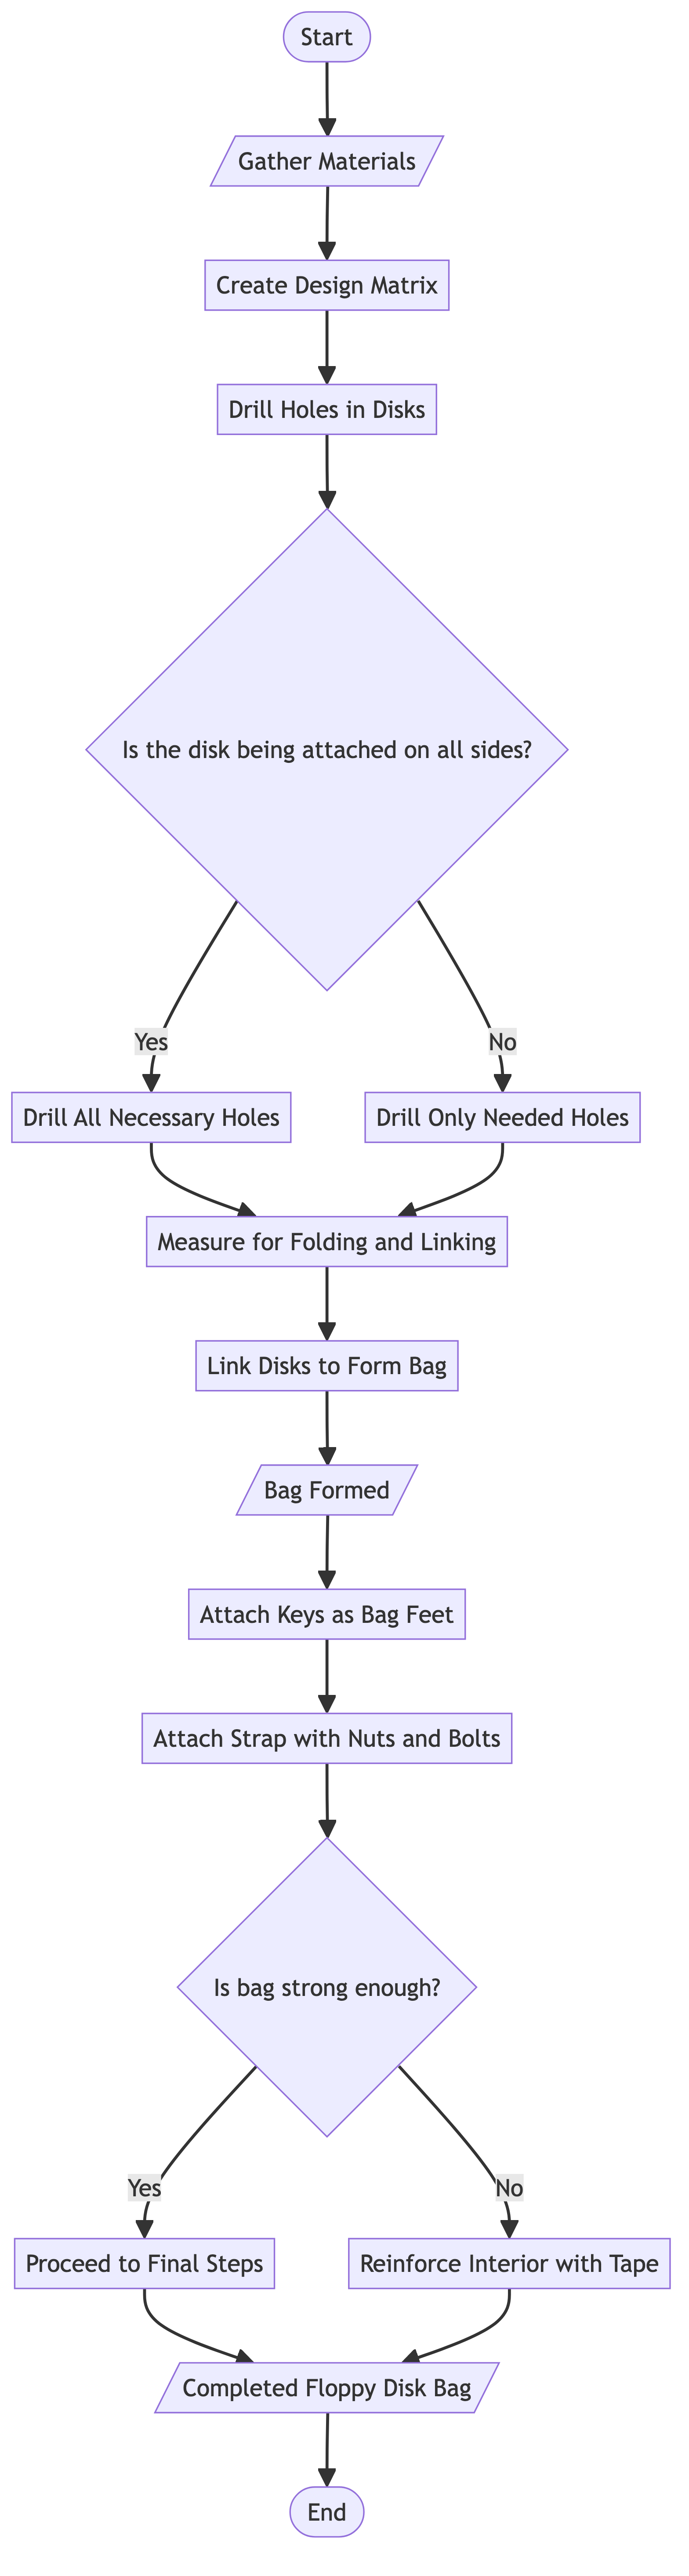 Start
Gather Materials
Create Design Matrix
Drill Holes in Disks
Is the disk being attached on all sides?
Yes
No
Drill All Necessary Holes
Drill Only Needed Holes
Measure for Folding and Linking
Link Disks to Form Bag
Bag Formed
Attach Keys as Bag Feet
Attach Strap with Nuts and Bolts
Is bag strong enough?
Yes
No
Proceed to Final Steps
Reinforce Interior with Tape
Completed Floppy Disk Bag
End